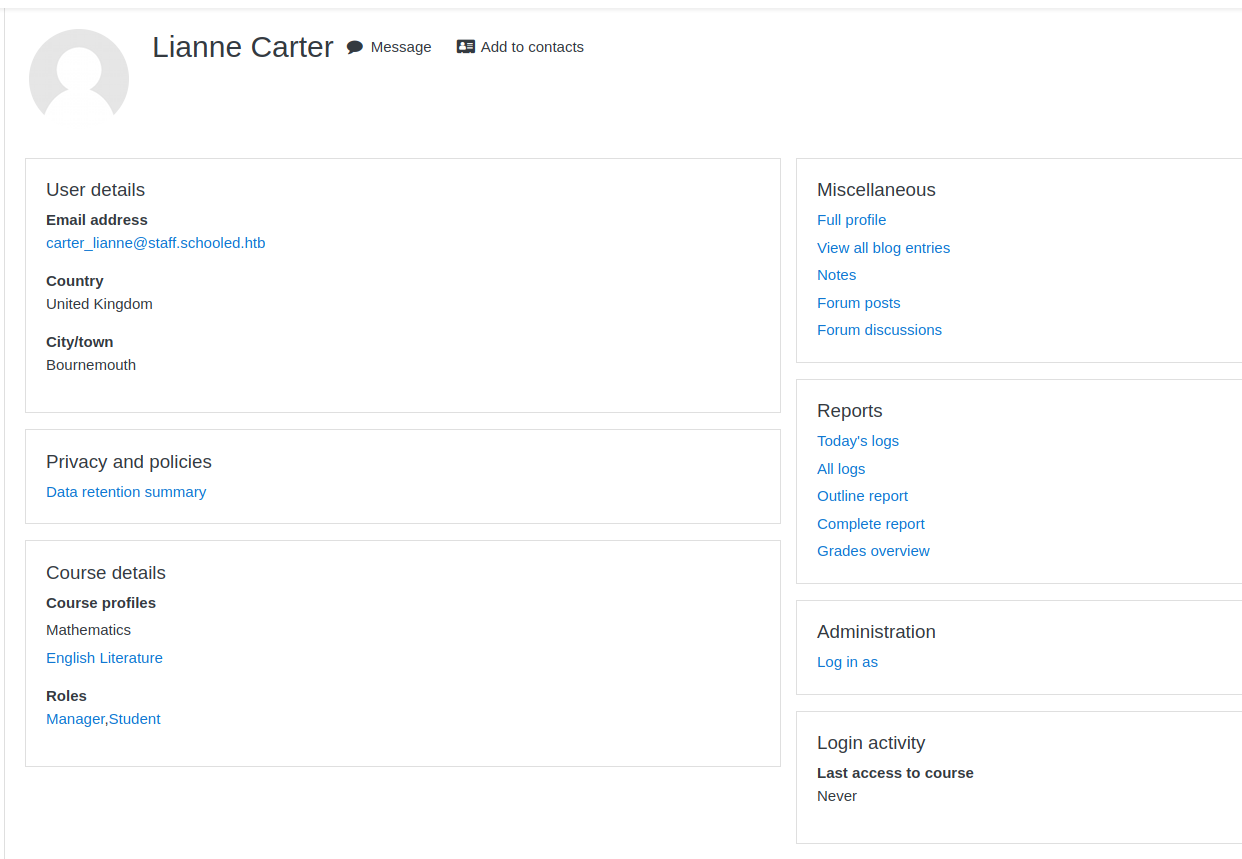 Lianne Carter Message Add to contacts
User details
Email address
carter_lianne@staff.schooled.htb
Country
United Kingdom
City/town
Bournemouth
Privacy and policies
Data retention summary
Course details
Course profiles
Mathematics
English Literature
Roles
Manager,Student
Miscellaneous
Full profile
View all blog entries
Notes
Forum posts
Forum discussions
Reports
Today's logs
All logs
Outline report
Complete report
Grades overview
Administration
Log in as
Login activity
Last access to course
Never